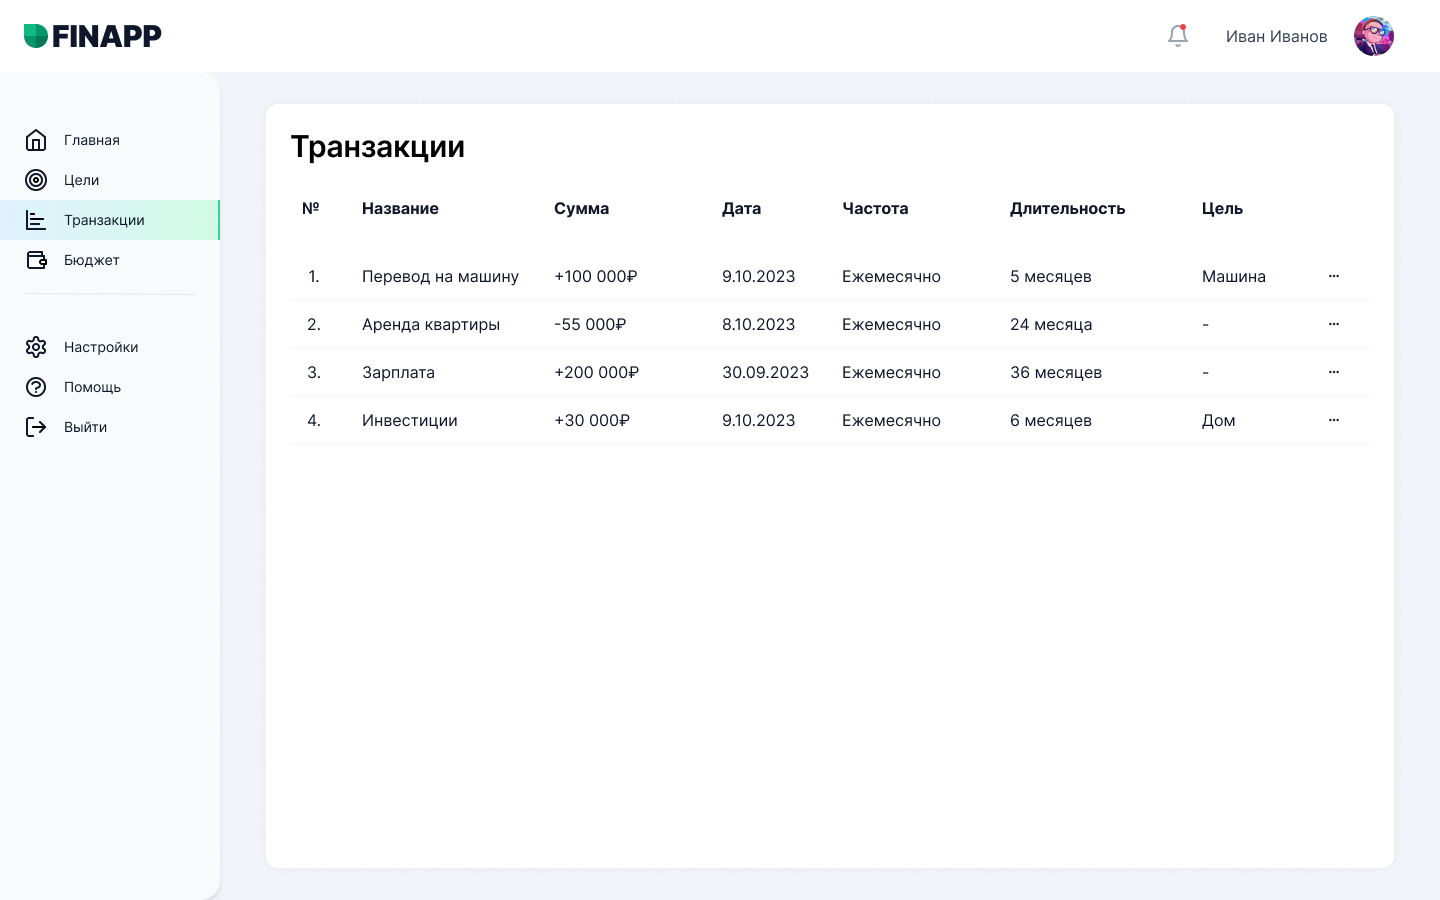 FINAPP
Иван Иванов
Главная
Цели
Транзакции
Бюджет
Настройки
Помощь
Выйти
Транзакции
№ Название Сумма Дата Частота Длительность Цель
1. Перевод на машину +100 000₽ 9.10.2023 Ежемесячно 5 месяцев Машина ...
2. Аренда квартиры -55 000₽ 8.10.2023 Ежемесячно 24 месяца - ...
3. Зарплата +200 000₽ 30.09.2023 Ежемесячно 36 месяцев - ...
4. Инвестиции +30 000₽ 9.10.2023 Ежемесячно 6 месяцев Дом ...